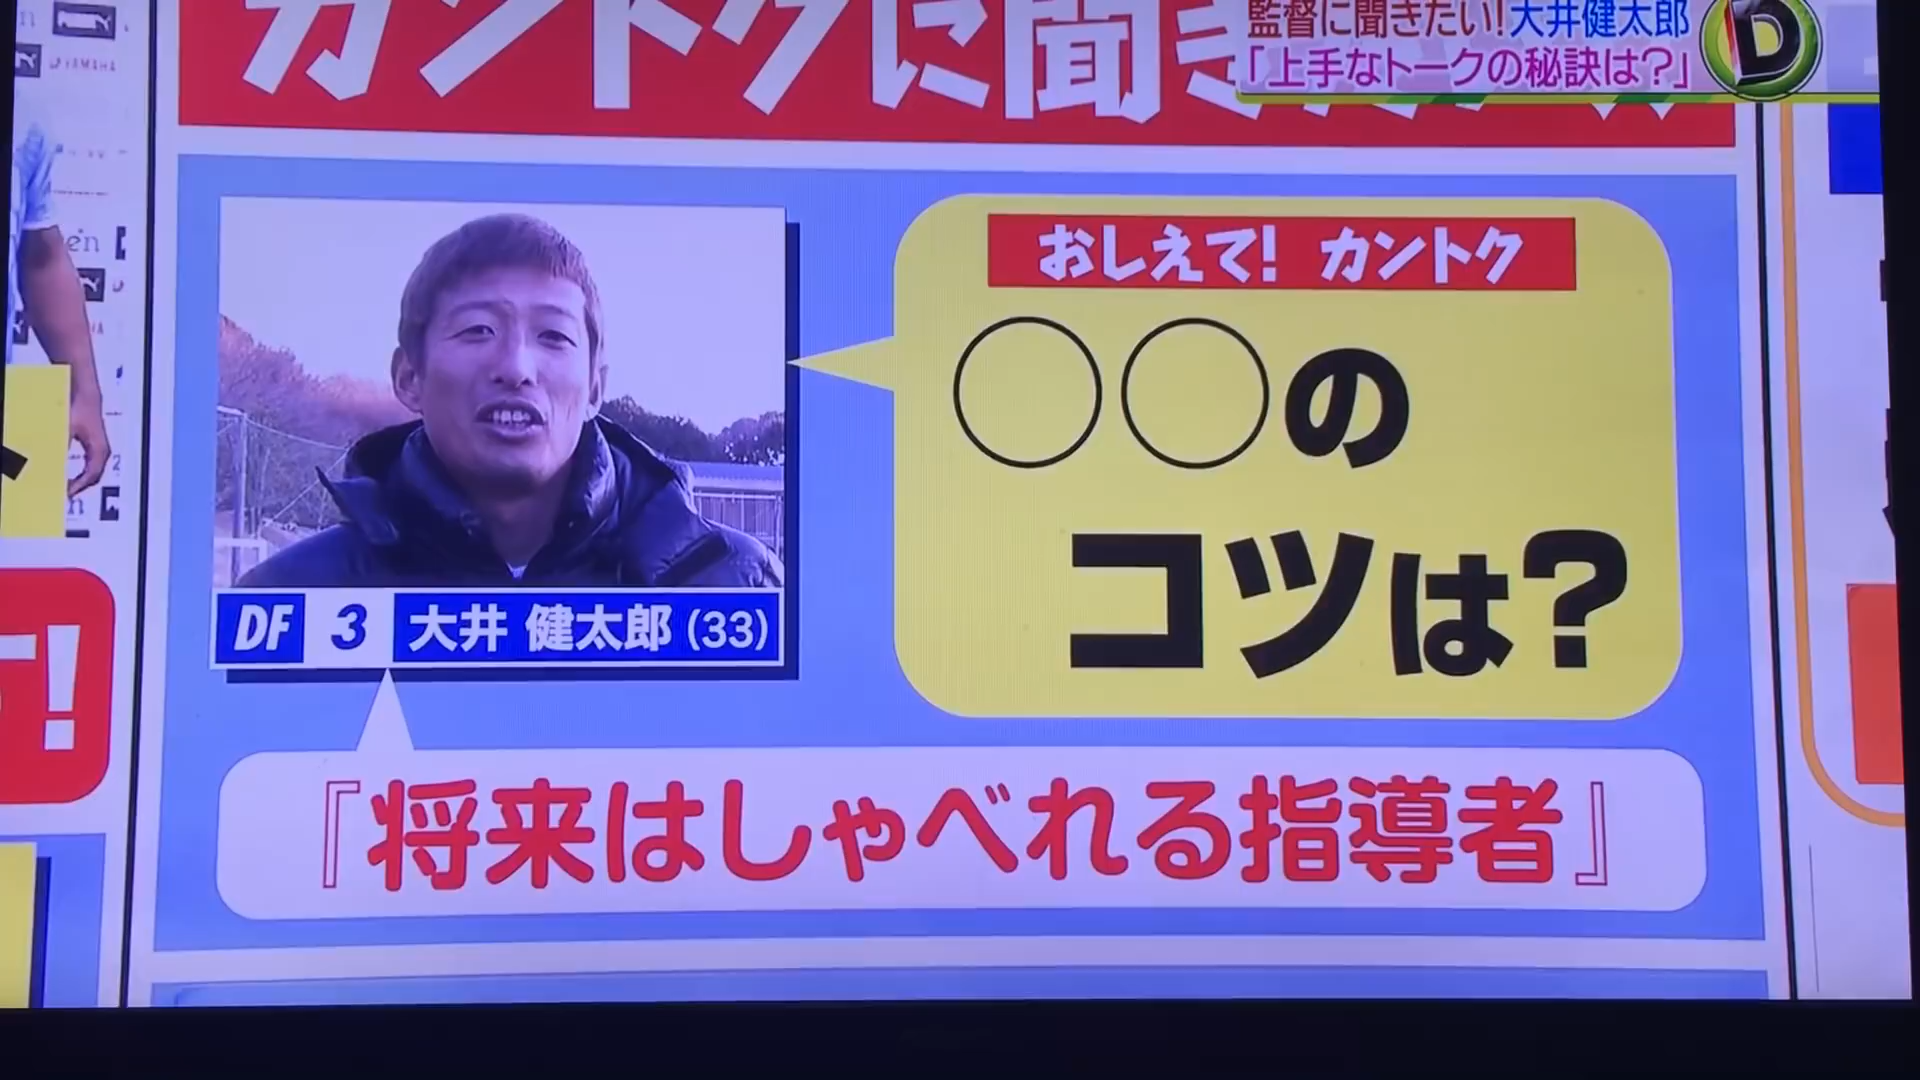 カントクに聞き
監督に聞きたい!大井健太郎
「上手なトークの秘訣は?」
D
おしえて! カントク
○○の
コツは?
DF 3 大井 健太郎 (33)
『将来はしゃべれる指導者』
YAMAHA
en
!